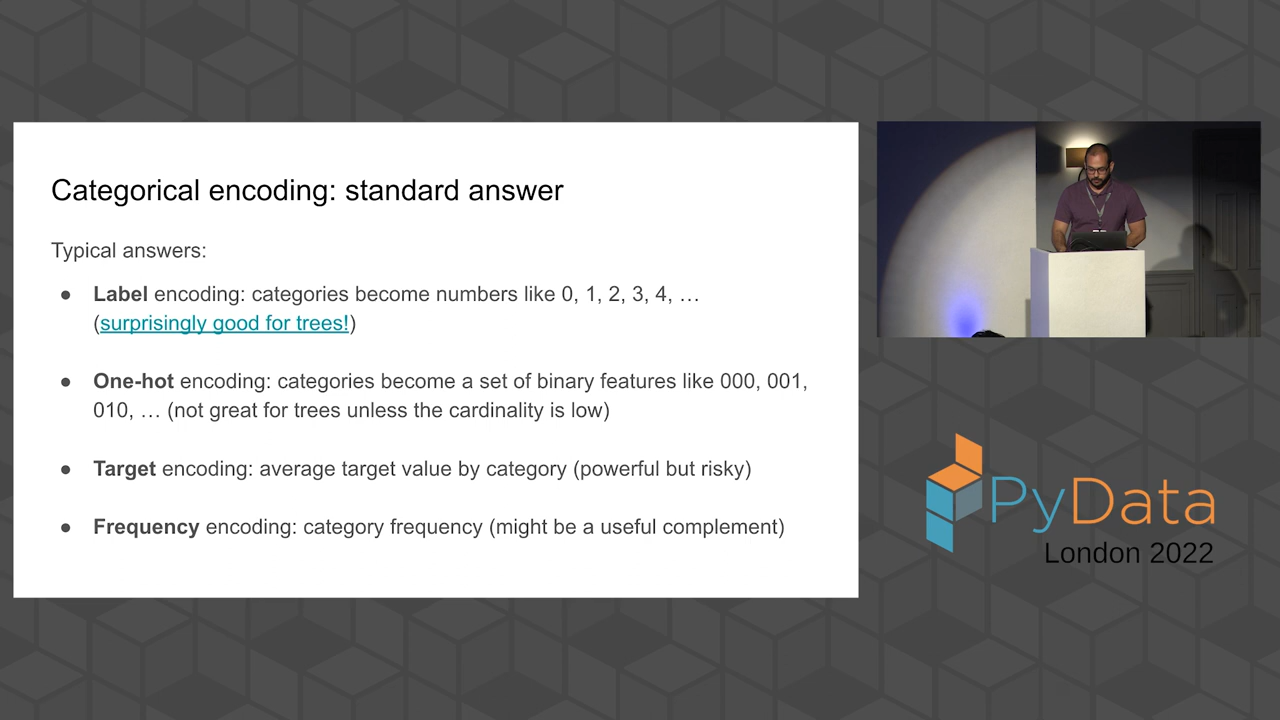 Categorical encoding: standard answer
Typical answers:
● Label encoding: categories become numbers like 0, 1, 2, 3, 4, …
(surprisingly good for trees!)
● One-hot encoding: categories become a set of binary features like 000, 001,
010, … (not great for trees unless the cardinality is low)
● Target encoding: average target value by category (powerful but risky)
● Frequency encoding: category frequency (might be a useful complement)
PyData
London 2022